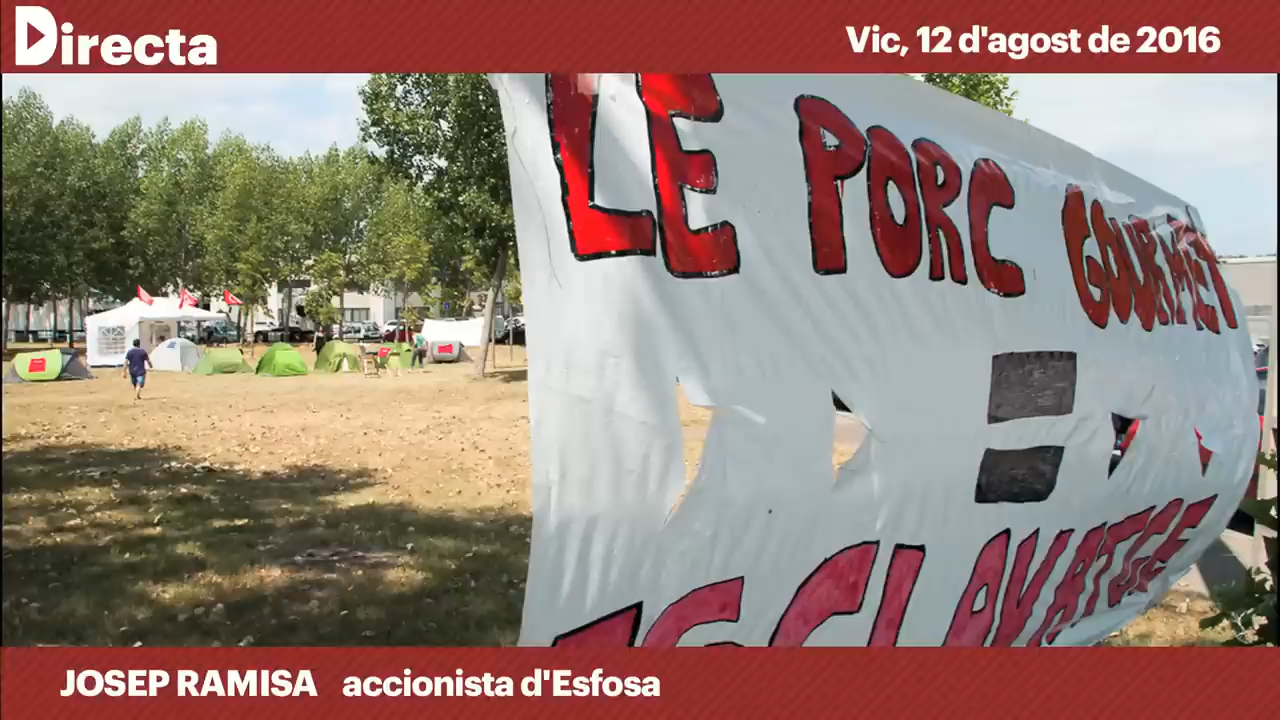 Directa
Vic, 12 d'agost de 2016
LE PORC GOURMET
=
ESCLAVATGE
JOSEP RAMISA accionista d'Esfosa